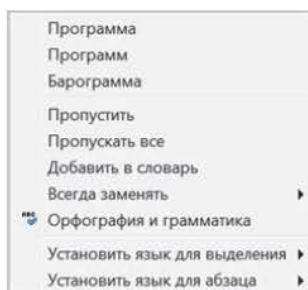 Программа
Программ
Барограмма
Пропустить
Пропускать все
Добавить в словарь
Всегда заменять
Орфография и грамматика
Установить язык для выделения
Установить язык для абзаца